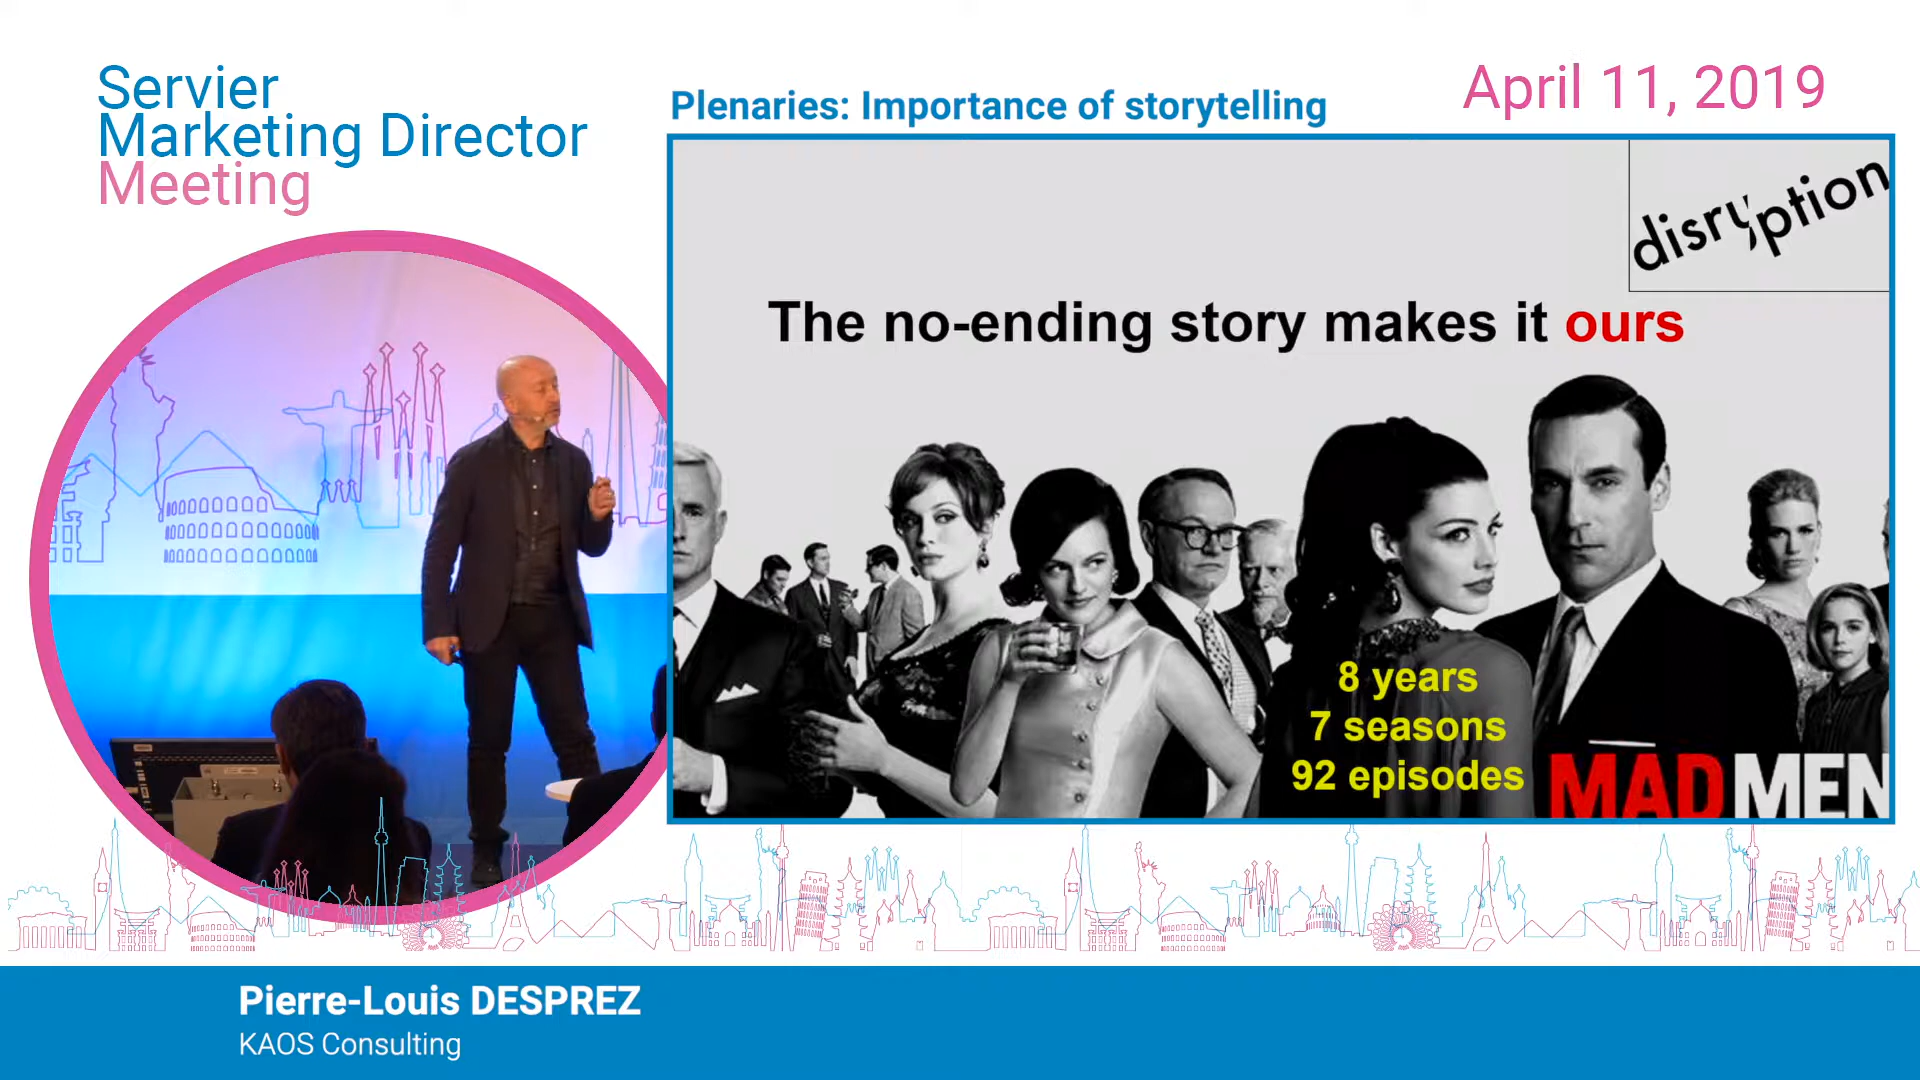 Servier
Marketing Director
Meeting
Plenaries: Importance of storytelling
April 11, 2019
disruption
The no-ending story makes it ours
8 years
7 seasons
92 episodes
MAD MEN
Pierre-Louis DESPREZ
KAOS Consulting